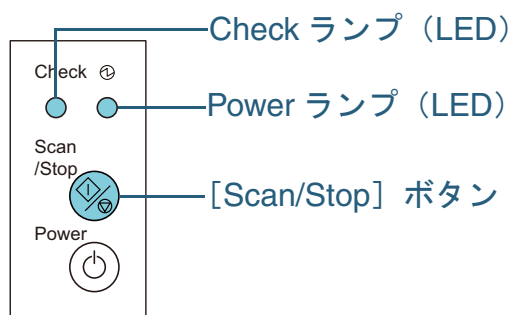 Check ランプ（LED）
Check
Power ランプ（LED）
Scan
/Stop
［Scan/Stop］ボタン
Power